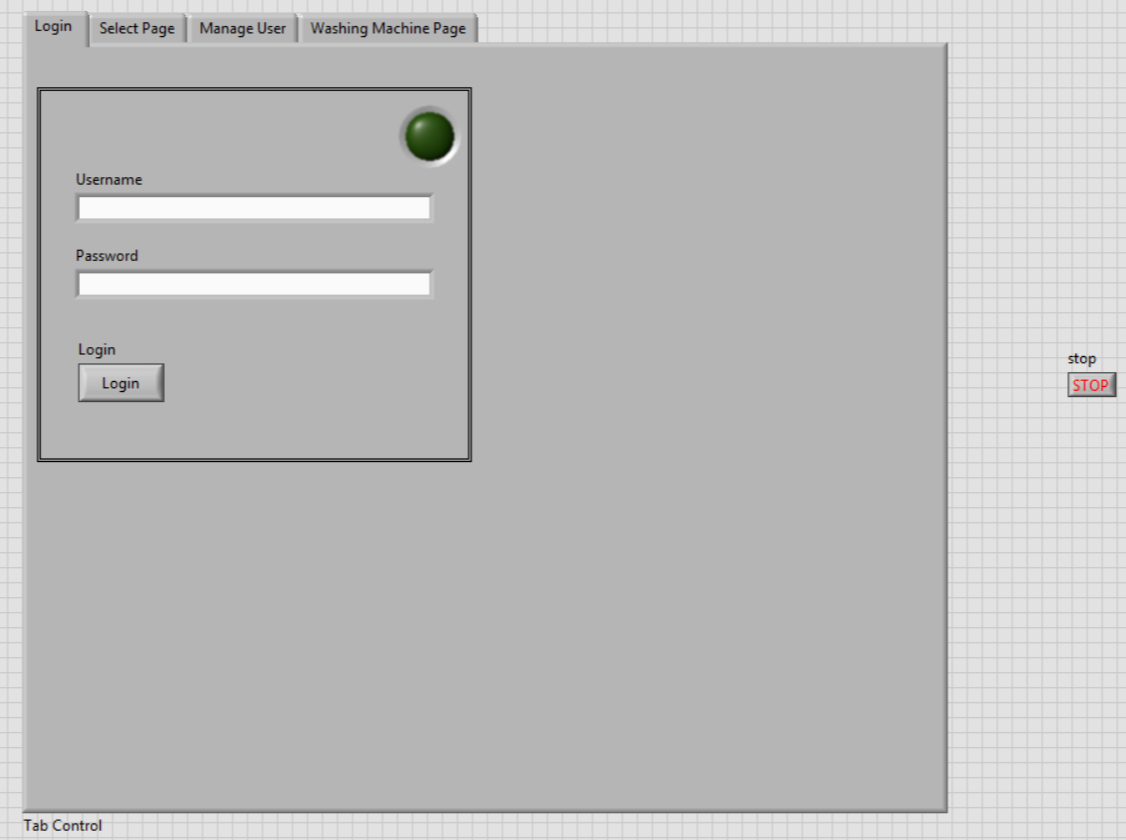 Login
Select Page
Manage User
Washing Machine Page
Username
Password
Login
Login
stop
STOP
Tab Control